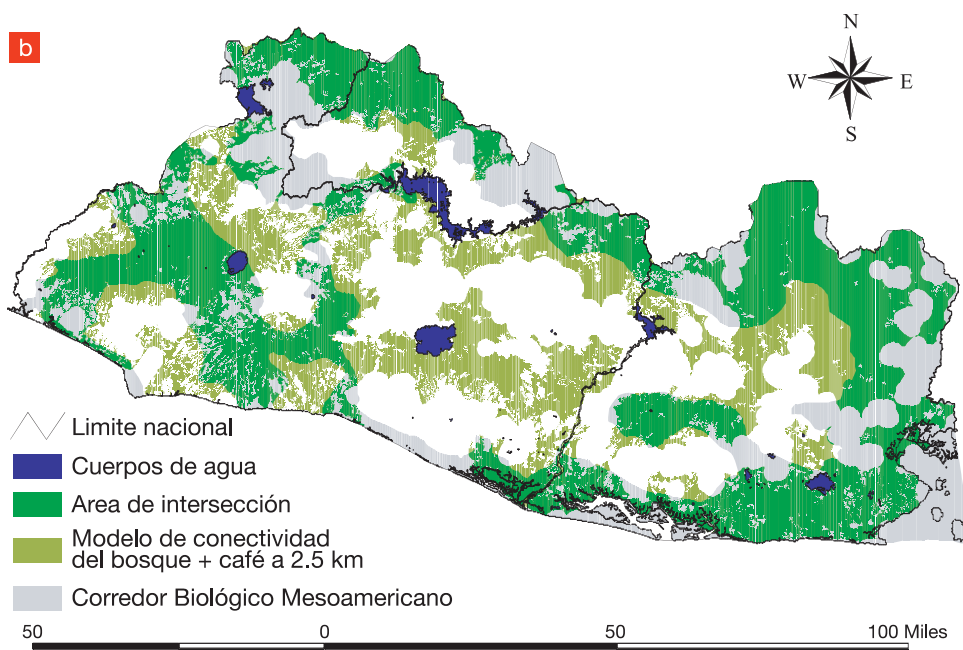 b
N
W E
S
Limite nacional
Cuerpos de agua
Area de intersección
Modelo de conectividad
del bosque + café a 2.5 km
Corredor Biológico Mesoamericano
50 0 50 100 Miles